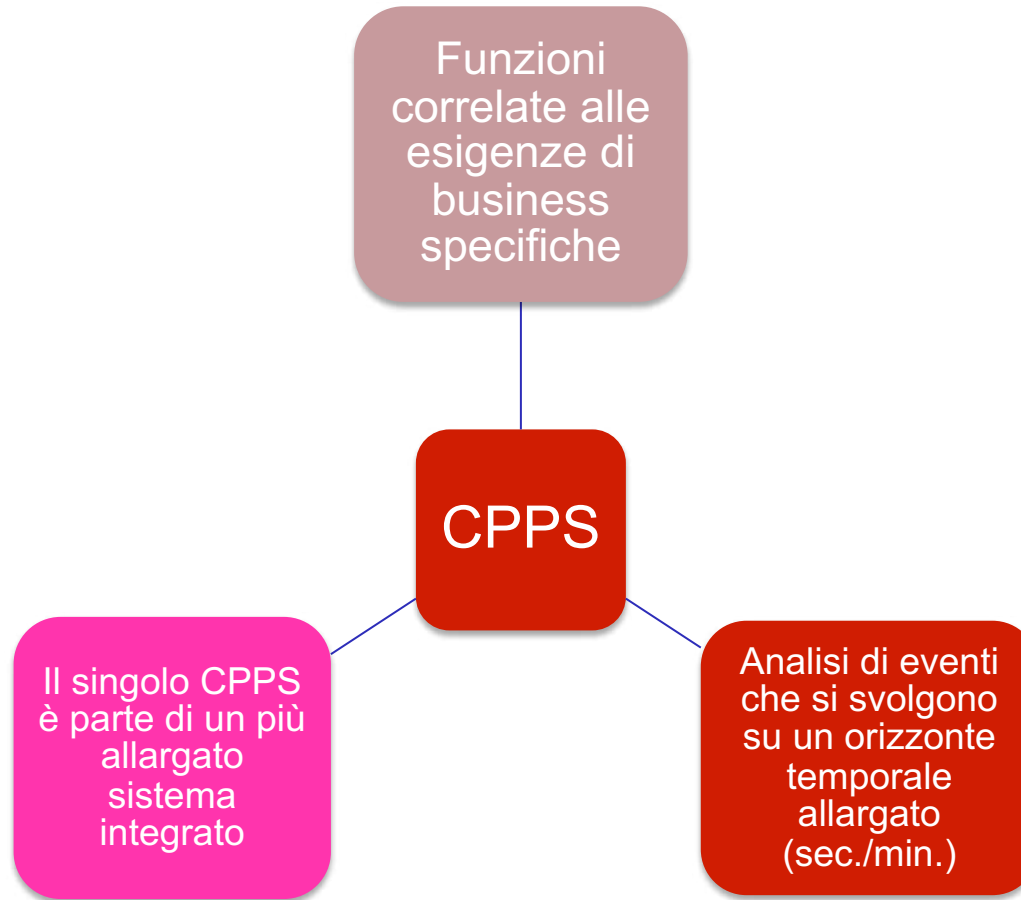 Funzioni
correlate alle
esigenze di
business
specifiche
CPPS
Il singolo CPPS
è parte di un più
allargato
sistema
integrato
Analisi di eventi
che si svolgono
su un orizzonte
temporale
allargato
(sec./min.)